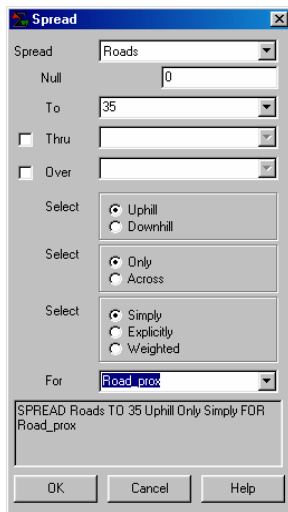 Spread
Spread Roads
Null 0
To 35
Thru
Over
Select Uphill
Downhill
Select Only
Across
Select Simply
Explicitly
Weighted
For Road_prox
SPREAD Roads TO 35 Uphill Only Simply FOR
Road_prox
OK Cancel Help